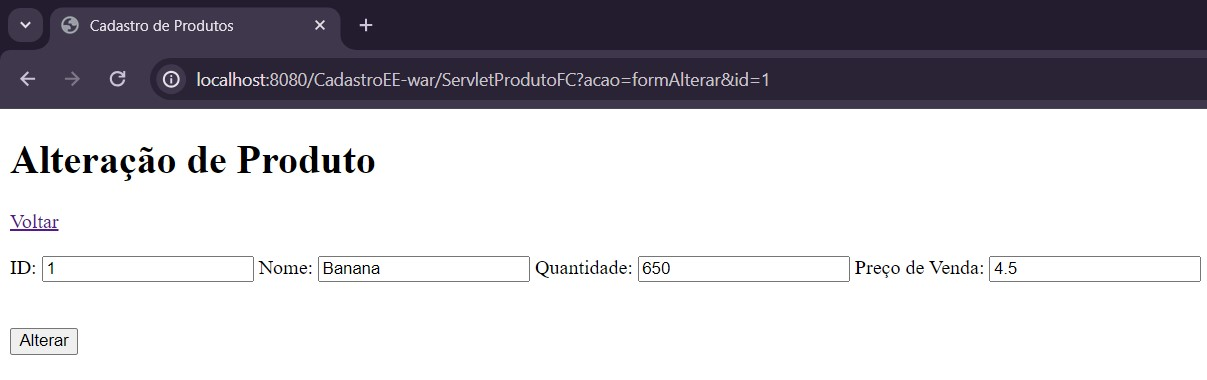 Cadastro de Produtos
localhost:8080/CadastroEE-war/ServletProdutoFC?acao=formAlterar&id=1
Alteração de Produto
Voltar
ID: 1 Nome: Banana Quantidade: 650 Preço de Venda: 4.5
Alterar